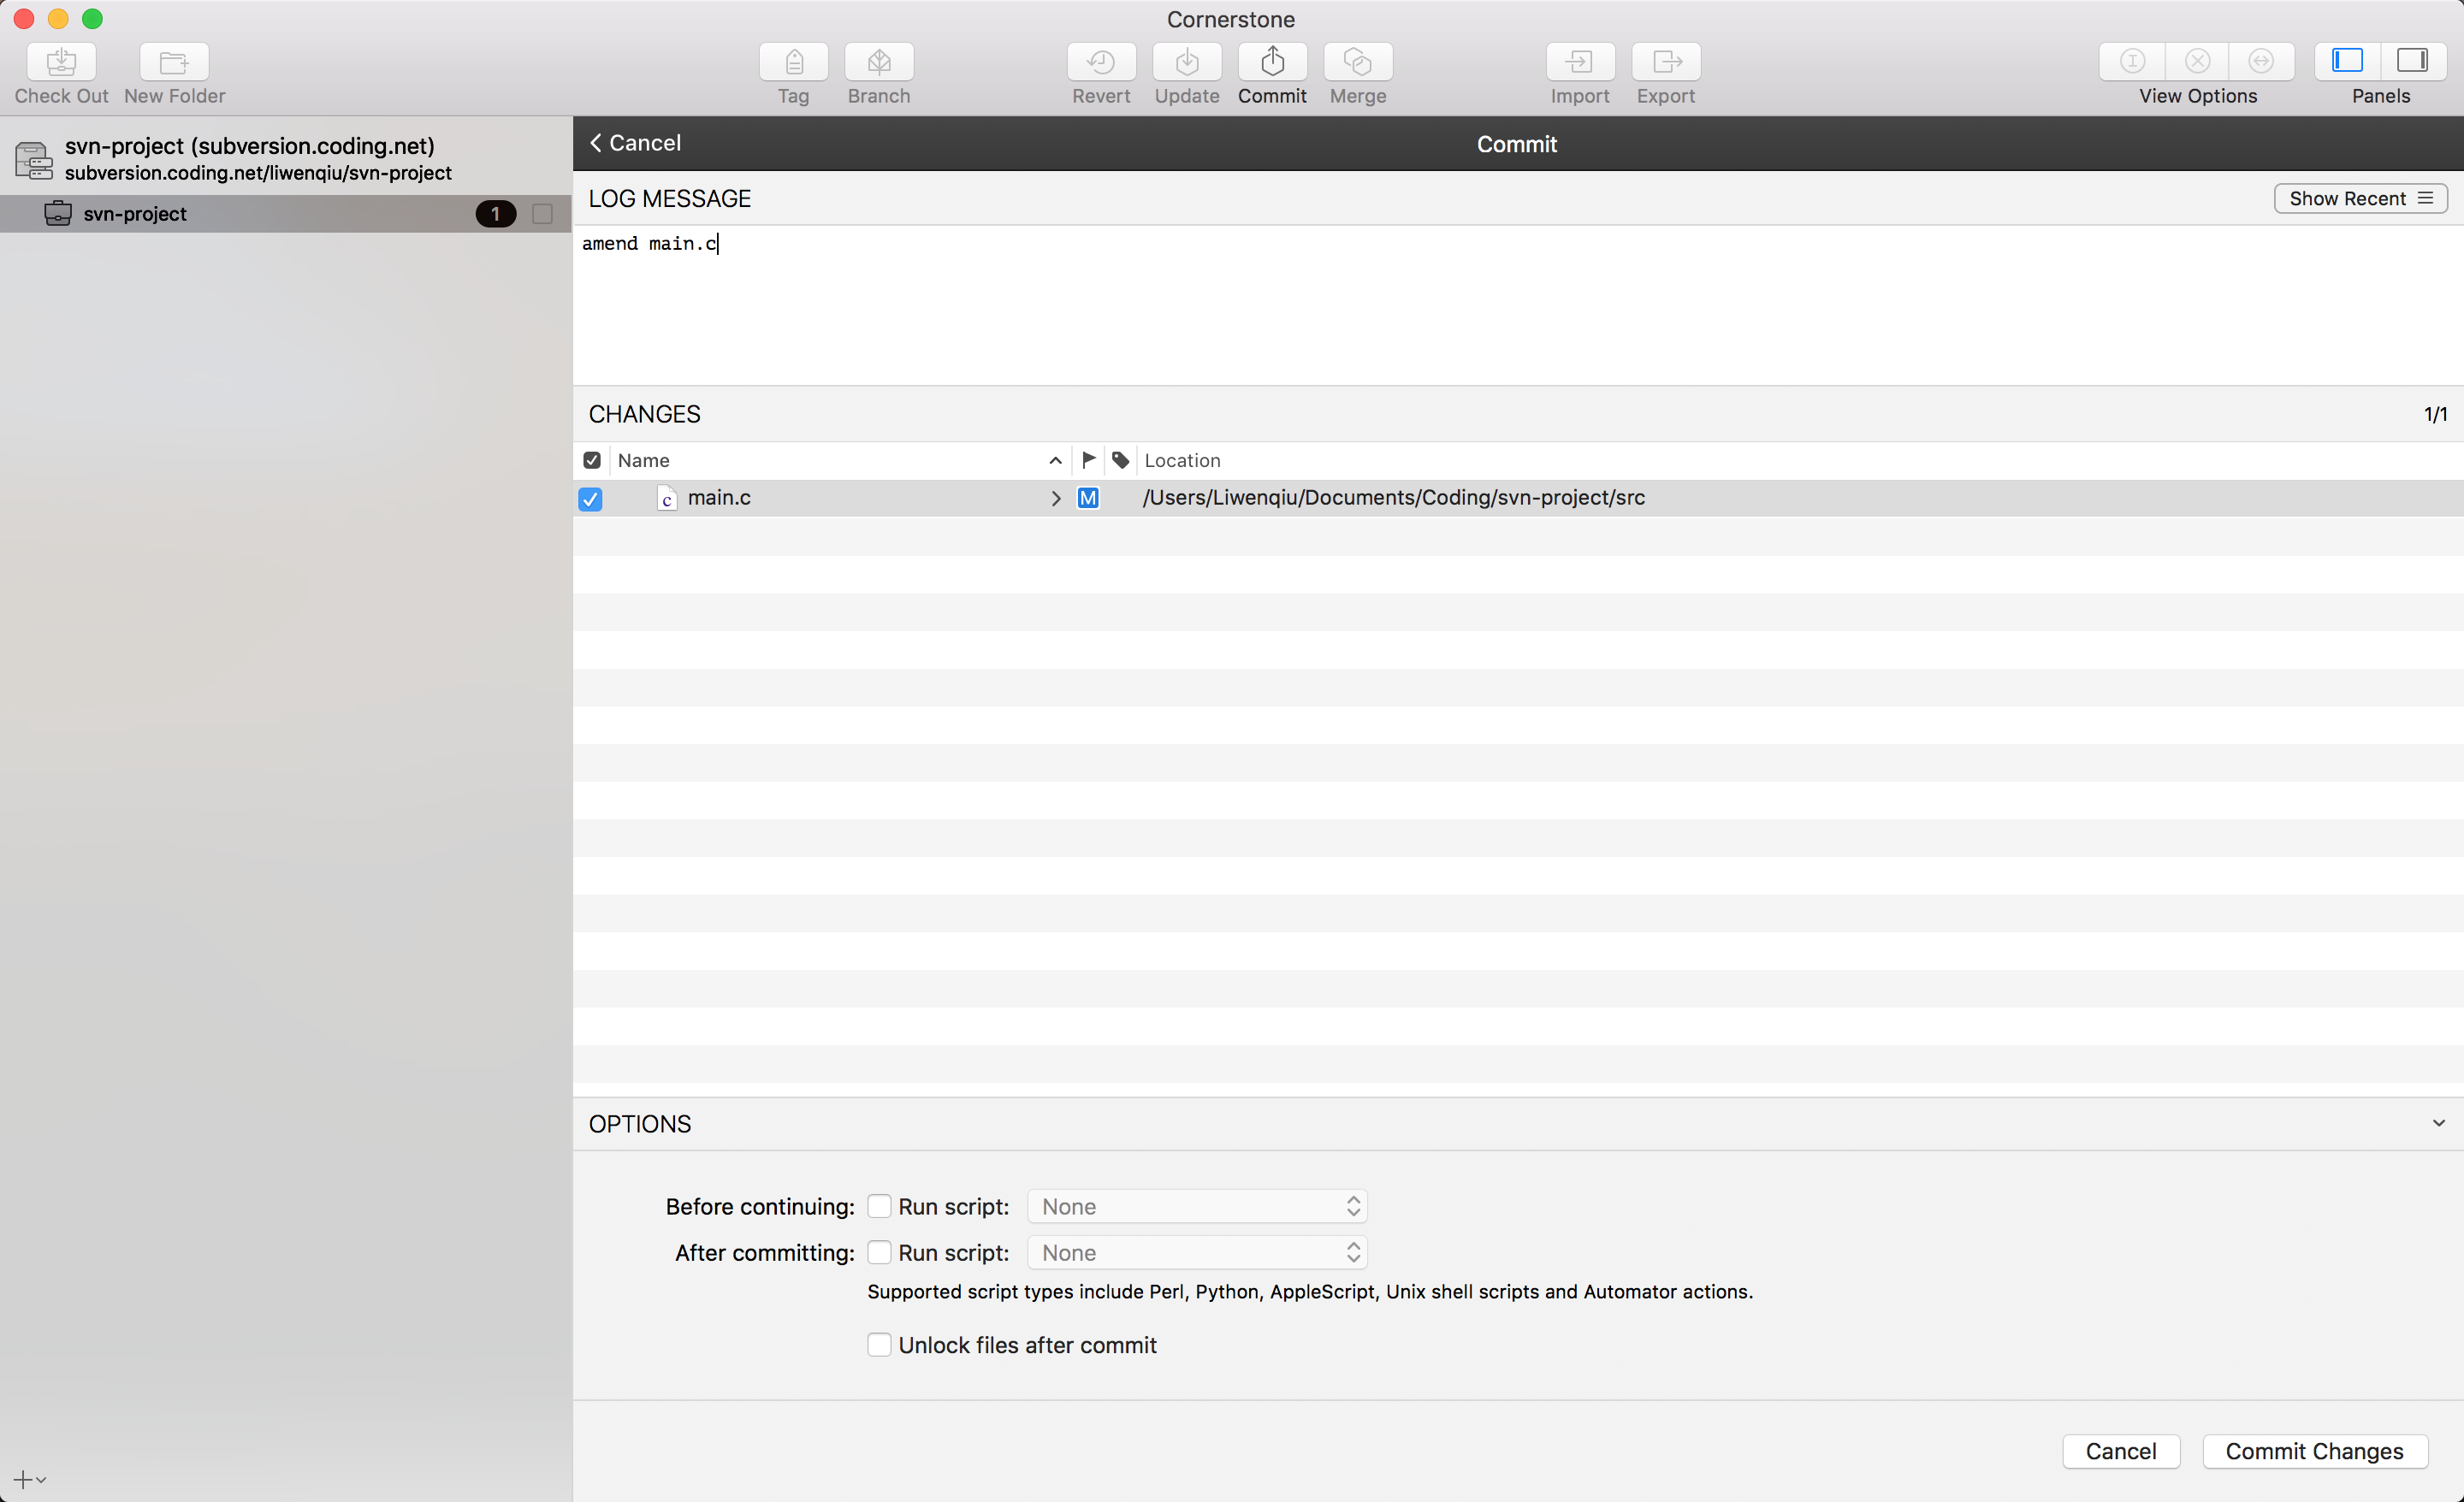 Cornerstone
Check Out New Folder Tag Branch Revert Update Commit Merge Import Export View Options Panels
svn-project (subversion.coding.net)
subversion.coding.net/liwenqiu/svn-project
svn-project 1
Cancel Commit
LOG MESSAGE Show Recent
amend main.c
CHANGES 1/1
Name Location
c main.c M /Users/Liwenqiu/Documents/Coding/svn-project/src
OPTIONS
Before continuing: Run script: None
After committing: Run script: None
Supported script types include Perl, Python, AppleScript, Unix shell scripts and Automator actions.
Unlock files after commit
Cancel Commit Changes